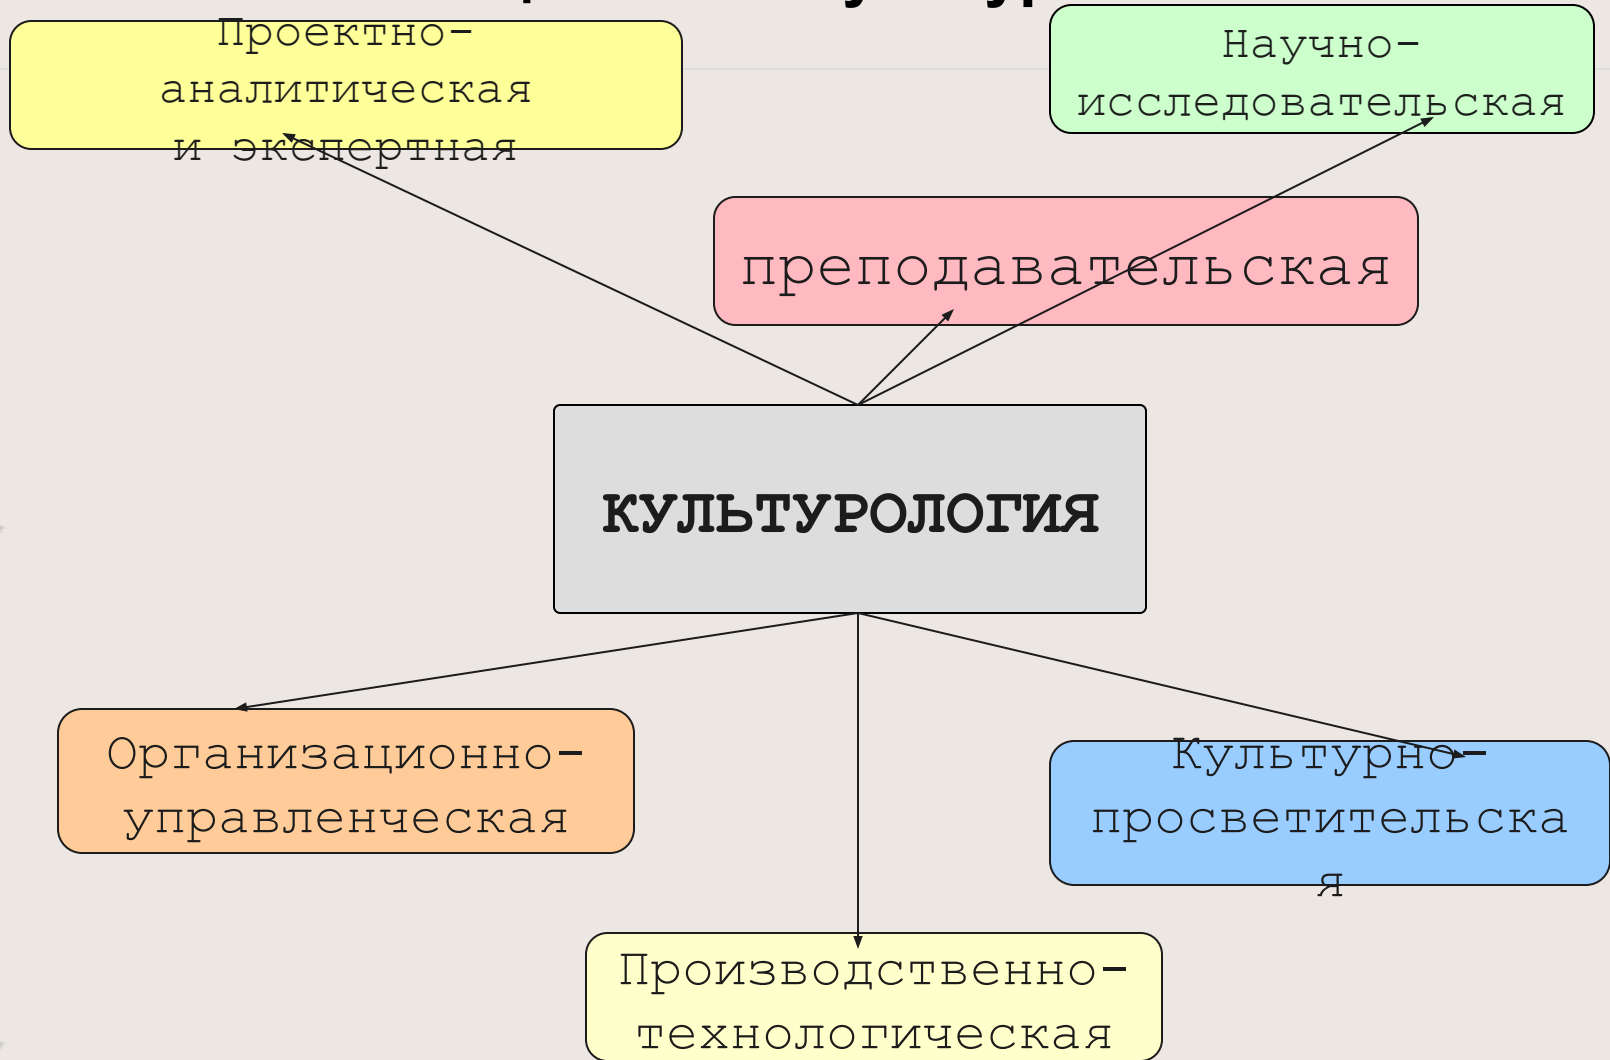 Проектно-
аналитическая
и экспертная
Научно-
исследовательская
преподавательская
КУЛЬТУРОЛОГИЯ
Организационно-
управленческая
Культурно-
просветительска
я
Производственно-
технологическая